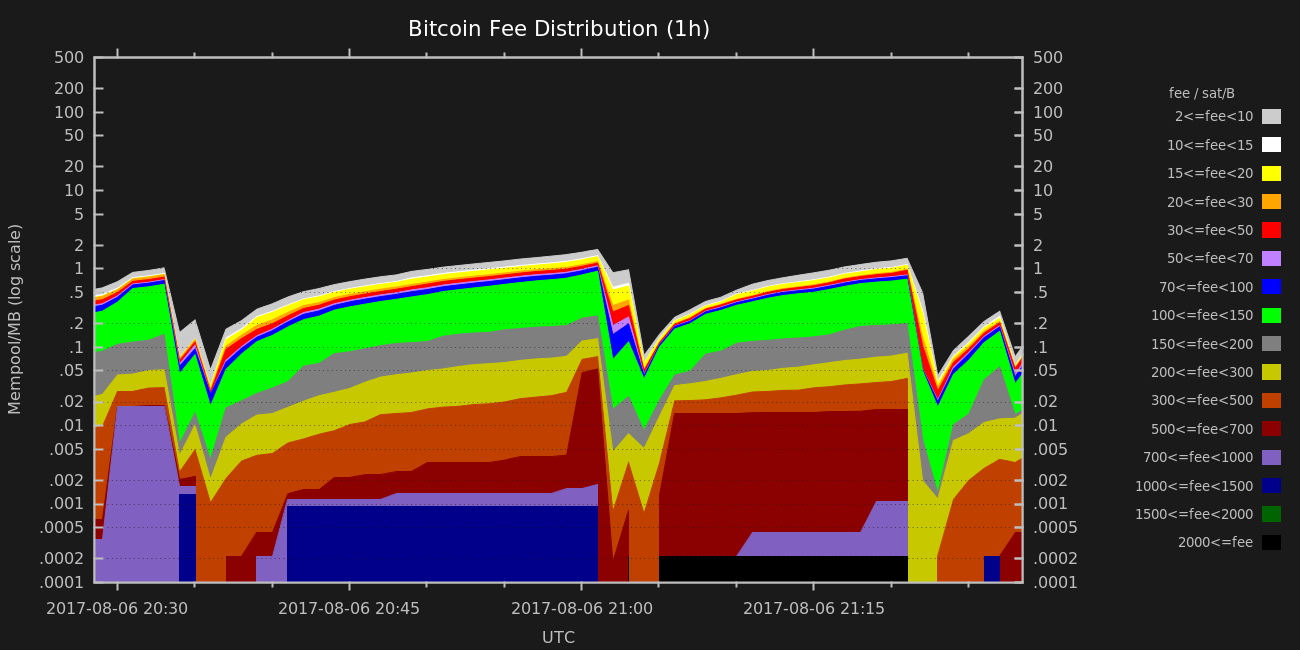 Bitcoin Fee Distribution (1h)
500 500
200 200
100 100
50 50
20 20
10 10
5 5
2 2
1 1
.5 .5
.2 .2
.1 .1
.05 .05
.02 .02
.01 .01
.005 .005
.002 .002
.001 .001
.0005 .0005
.0002 .0002
.0001 .0001
Mempool/MB (log scale)
2017-08-06 20:30 2017-08-06 20:45 2017-08-06 21:00 2017-08-06 21:15
UTC
fee / sat/B
2<=fee<10
10<=fee<15
15<=fee<20
20<=fee<30
30<=fee<50
50<=fee<70
70<=fee<100
100<=fee<150
150<=fee<200
200<=fee<300
300<=fee<500
500<=fee<700
700<=fee<1000
1000<=fee<1500
1500<=fee<2000
2000<=fee